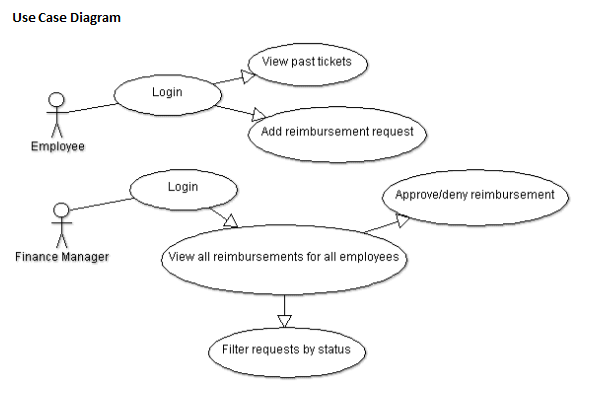 Use Case Diagram
View past tickets
Login
Add reimbursement request
Employee
Login
Approve/deny reimbursement
Finance Manager
View all reimbursements for all employees
Filter requests by status